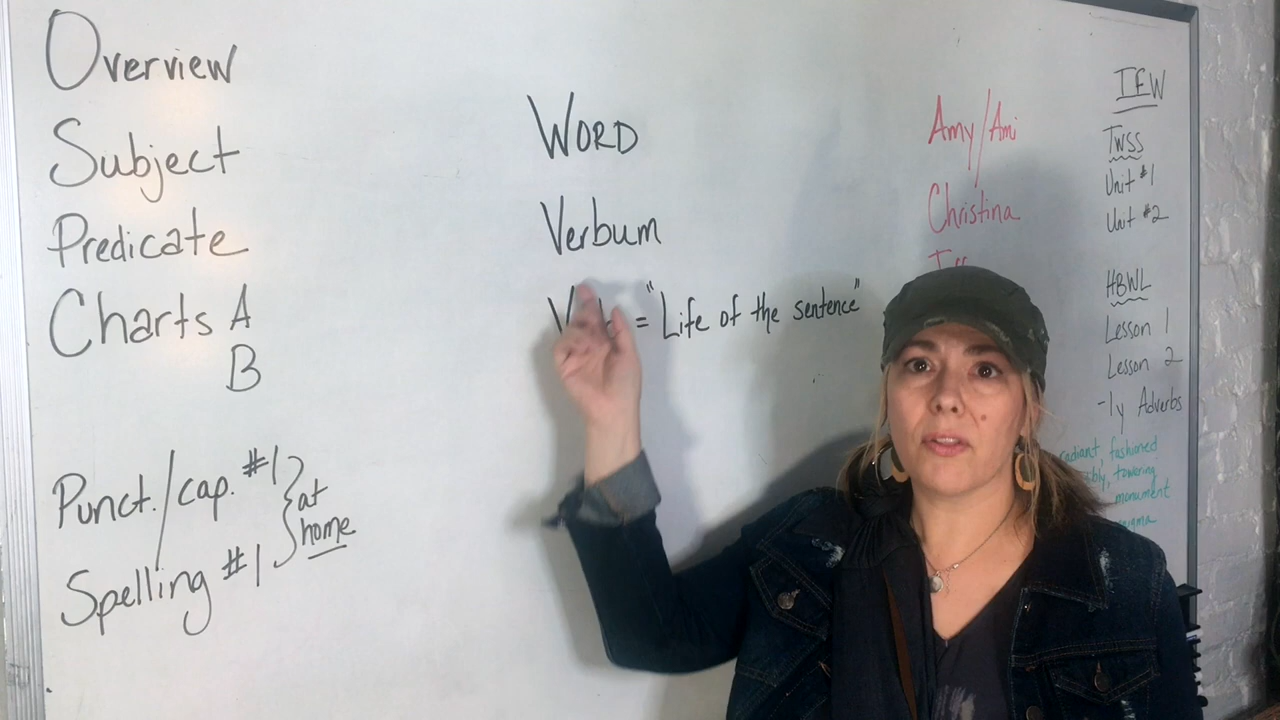 Overview
Subject
Predicate
Charts A
B
Punct./cap. #1
Spelling #1
at
home
WORD
Verbum
= "Life of the sentence"
Amy/Ami
Christina
IEW
TWSS
Unit #1
Unit #2
HBWL
Lesson 1
Lesson 2
-ly Adverbs
radiant, fashioned
towering
monument